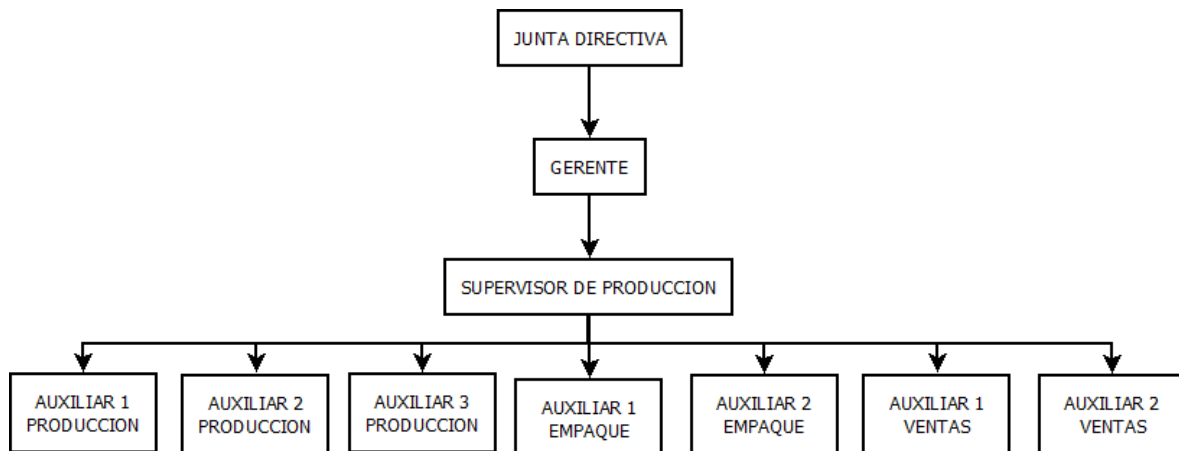 JUNTA DIRECTIVA
GERENTE
SUPERVISOR DE PRODUCCION
AUXILIAR 1
PRODUCCION
AUXILIAR 2
PRODUCCION
AUXILIAR 3
PRODUCCION
AUXILIAR 1
EMPAQUE
AUXILIAR 2
EMPAQUE
AUXILIAR 1
VENTAS
AUXILIAR 2
VENTAS